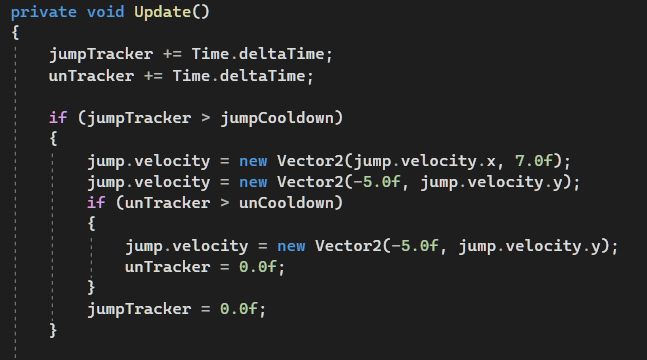 private void Update()
{
jumpTracker += Time.deltaTime;
unTracker += Time.deltaTime;
if (jumpTracker > jumpCooldown)
{
jump.velocity = new Vector2(jump.velocity.x, 7.0f);
jump.velocity = new Vector2(-5.0f, jump.velocity.y);
if (unTracker > unCooldown)
{
jump.velocity = new Vector2(-5.0f, jump.velocity.y);
unTracker = 0.0f;
}
jumpTracker = 0.0f;
}